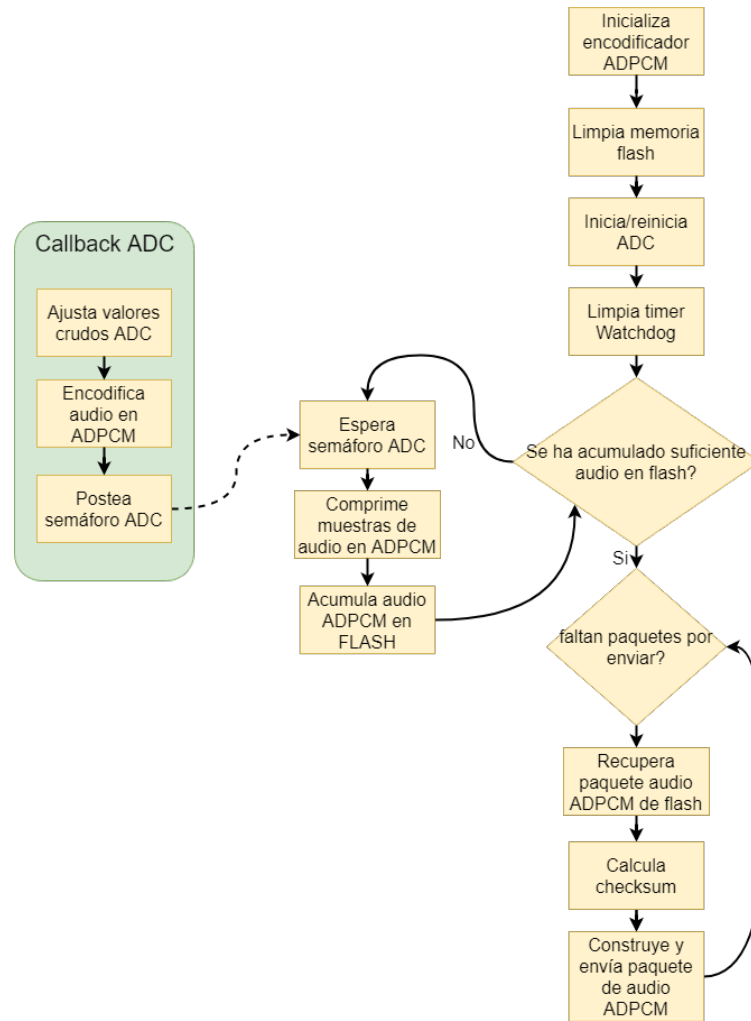 Inicializa
encodificador
ADPCM
Limpia memoria
flash
Inicia/reinicia
ADC
Limpia timer
Watchdog
Callback ADC
Ajusta valores
crudos ADC
Encodifica
audio en
ADPCM
Postea
semáforo ADC
Espera
semáforo ADC
Comprime
muestras de
audio en ADPCM
Acumula audio
ADPCM en
FLASH
No
Se ha acumulado suficiente
audio en flash?
Si
faltan paquetes por
enviar?
Recupera
paquete audio
ADPCM de flash
Calcula
checksum
Construye y
envía paquete
de audio
ADPCM